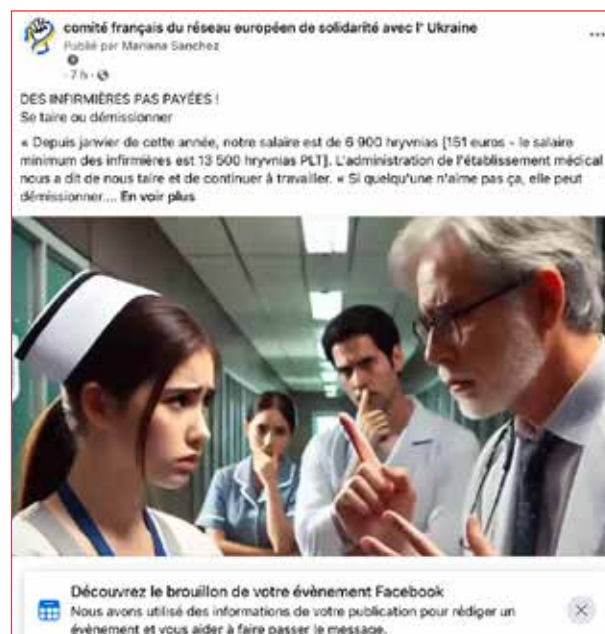 comité français du réseau européen de solidarité avec l' Ukraine
Publié par Mariana Sanchez
· 7 h ·
DES INFIRMIÈRES PAS PAYÉES !
Se taire ou démissionner
« Depuis janvier de cette année, notre salaire est de 6 900 hryvnias [151 euros - le salaire
minimum des infirmières est 13 500 hryvnias PLT]. L'administration de l'établissement médical
nous a dit de nous taire et de continuer à travailler. « Si quelqu'une n'aime pas ça, elle peut
démissionner.... En voir plus
Découvrez le brouillon de votre évènement Facebook
Nous avons utilisé des informations de votre publication pour rédiger un
évènement et vous aider à faire passer le message.